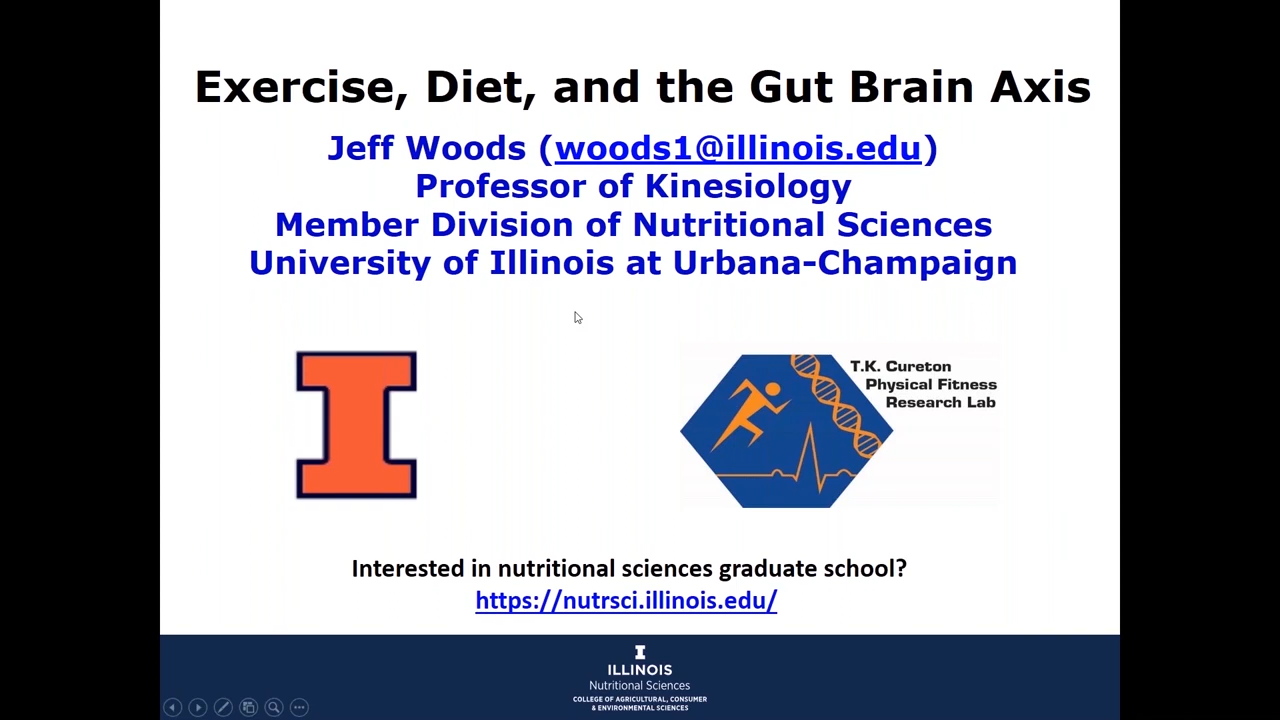 Exercise, Diet, and the Gut Brain Axis
Jeff Woods (woods1@illinois.edu)
Professor of Kinesiology
Member Division of Nutritional Sciences
University of Illinois at Urbana-Champaign
T.K. Cureton
Physical Fitness
Research Lab
Interested in nutritional sciences graduate school?
https://nutrsci.illinois.edu/
ILLINOIS
Nutritional Sciences
COLLEGE OF AGRICULTURAL, CONSUMER
& ENVIRONMENTAL SCIENCES